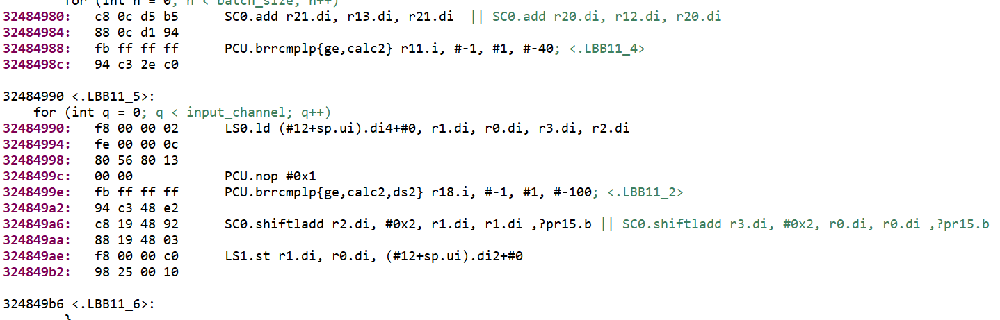 for (int n = 0; n < batch_size; n++)
32484980: c8 0c d5 b5 SC0.add r21.di, r13.di, r21.di || SC0.add r20.di, r12.di, r20.di
32484984: 88 0c d1 94
32484988: fb ff ff ff PCU.brrcmplp{ge,calc2} r11.i, #-1, #1, #-40; <.LBB11_4>
3248498c: 94 c3 2e c0
32484990 <.LBB11_5>:
for (int q = 0; q < input_channel; q++)
32484990: f8 00 00 02 LS0.ld (#12+sp.ui).di4+#0, r1.di, r0.di, r3.di, r2.di
32484994: fe 00 00 0c
32484998: 80 56 80 13
3248499c: 00 00 PCU.nop #0x1
3248499e: fb ff ff ff PCU.brrcmplp{ge,calc2,ds2} r18.i, #-1, #1, #-100; <.LBB11_2>
324849a2: 94 c3 48 e2
324849a6: c8 19 48 92 SC0.shiftladd r2.di, #0x2, r1.di, r1.di ,?pr15.b || SC0.shiftladd r3.di, #0x2, r0.di, r0.di ,?pr15.b
324849aa: 88 19 48 03
324849ae: f8 00 00 c0 LS1.st r1.di, r0.di, (#12+sp.ui).di2+#0
324849b2: 98 25 00 10
324849b6 <.LBB11_6>:
}